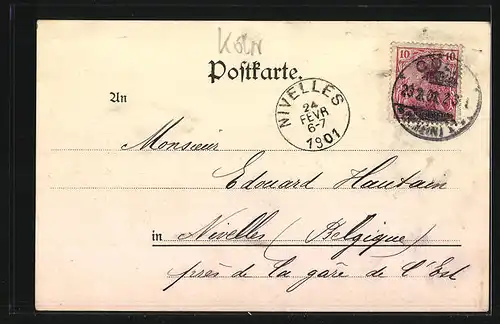 Köln
Postkarte.
10 10
An
NIVELLES
24
FEVR
6-7
1901
Monsieur
Edouard Hautain
in Nivelles (Belgique)
près de la gare de l'Est